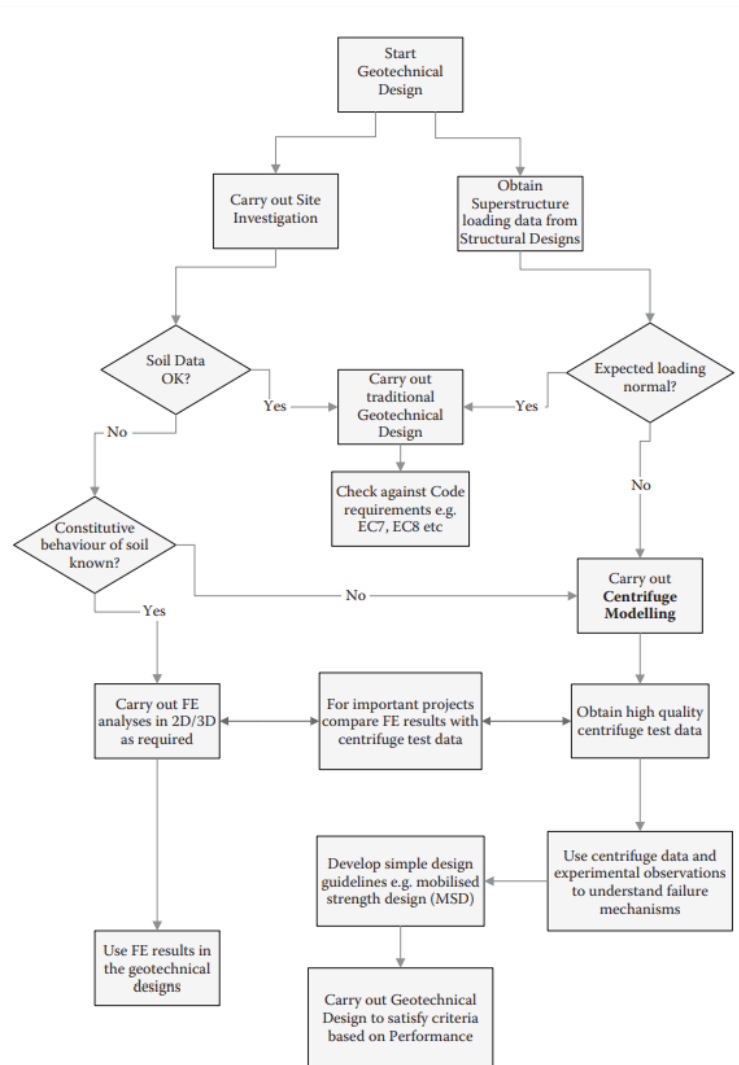 Start
Geotechnical
Design
Carry out Site
Investigation
Obtain
Superstructure
loading data from
Structural Designs
Soil Data
OK?
Yes
Carry out
traditional
Geotechnical
Design
Yes
Expected loading
normal?
No
Check against Code
requirements e.g.
EC7, EC8 etc
No
Constitutive
behaviour of soil
known?
No
Carry out
Centrifuge
Modelling
Yes
Carry out FE
analyses in 2D/3D
as required
For important projects
compare FE results with
centrifuge test data
Obtain high quality
centrifuge test data
Develop simple design
guidelines e.g. mobilised
strength design (MSD)
Use centrifuge data and
experimental observations
to understand failure
mechanisms
Use FE results in
the geotechnical
designs
Carry out Geotechnical
Design to satisfy criteria
based on Performance